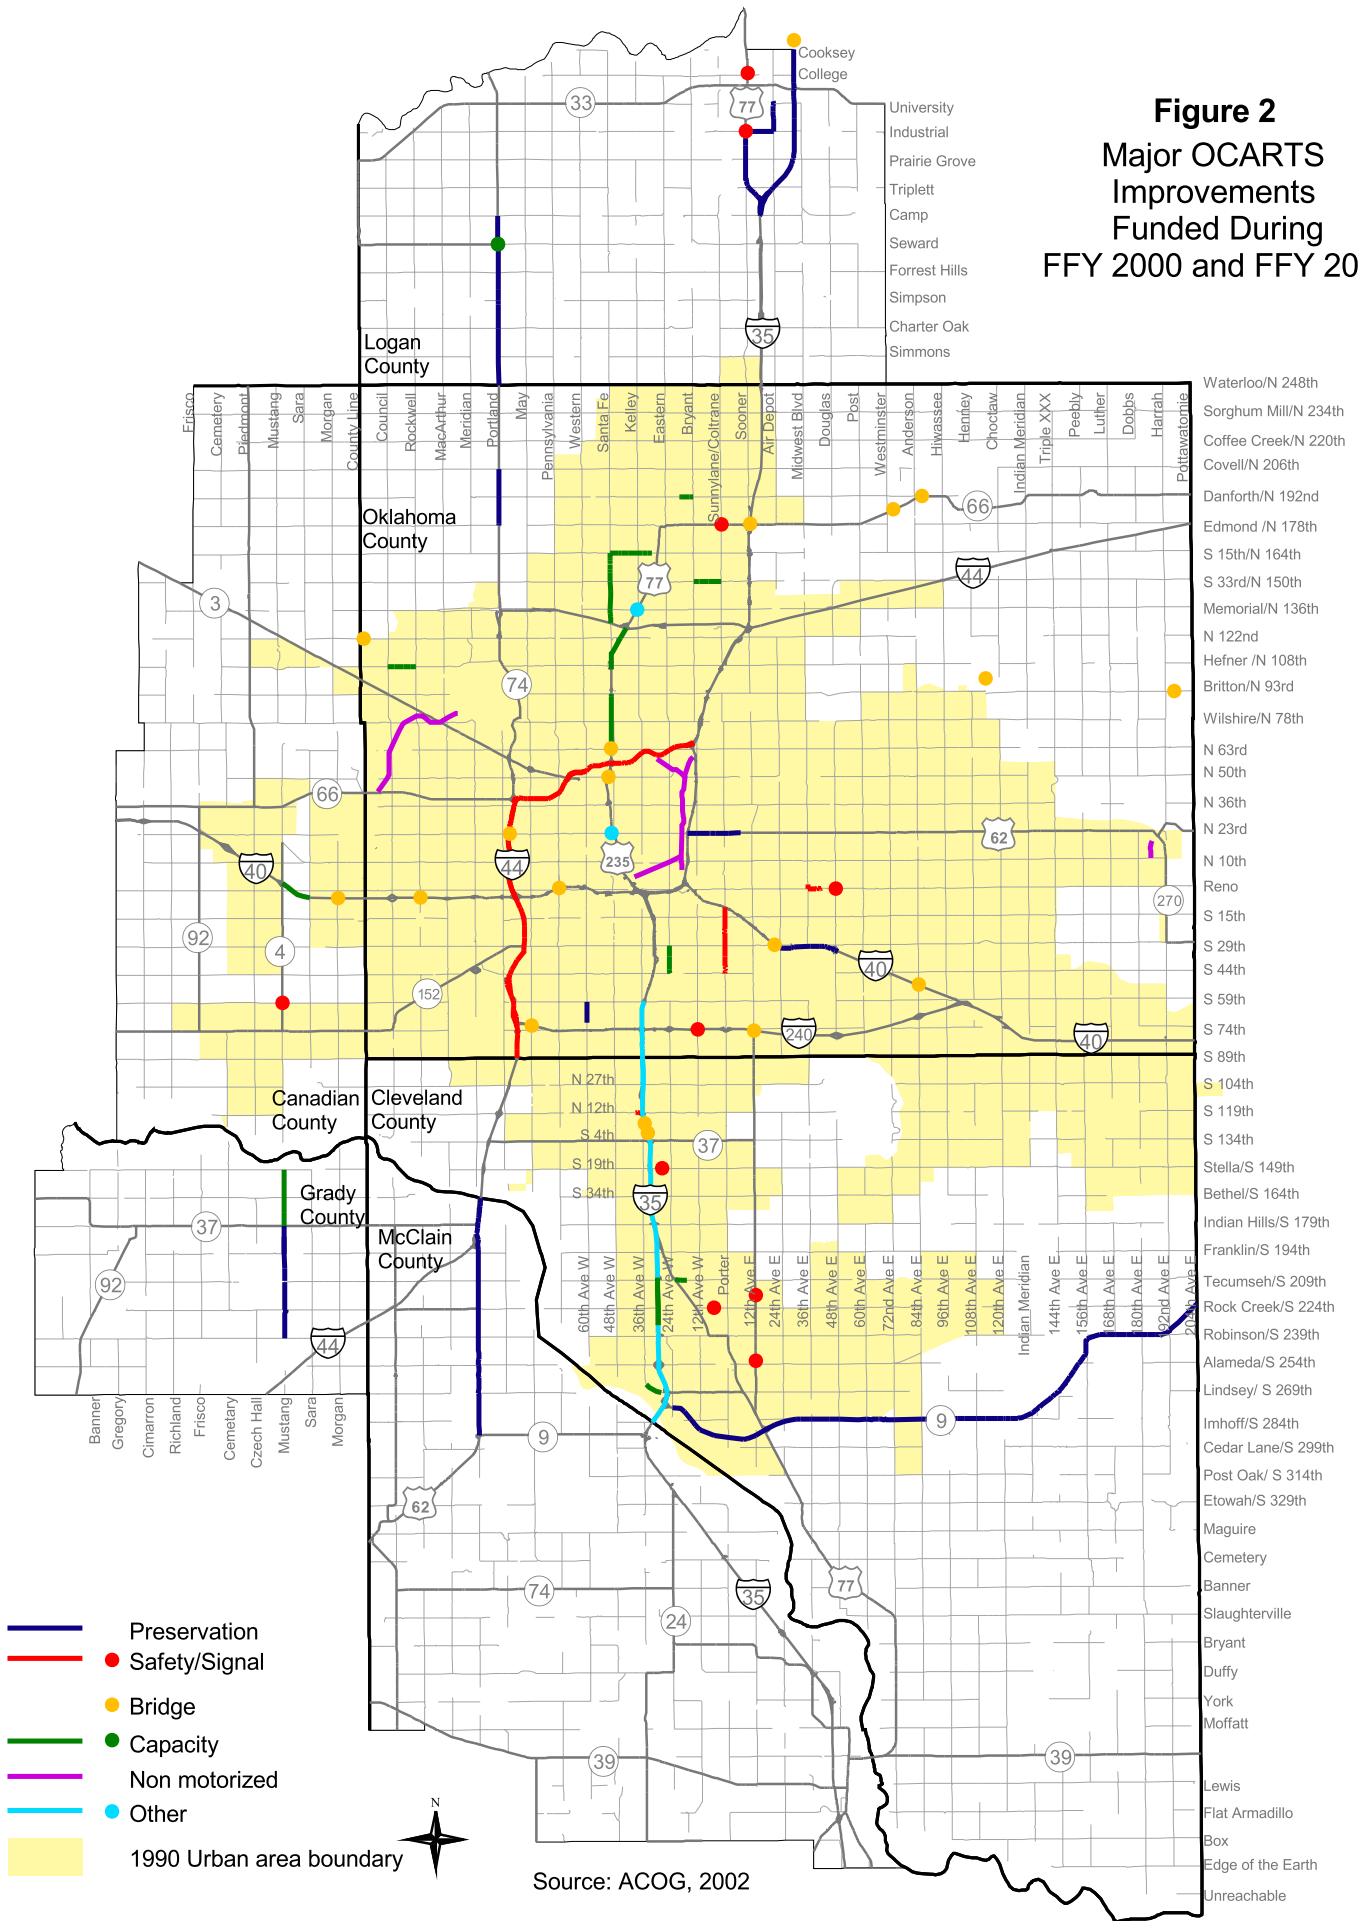 Figure 2
Major OCARTS
Improvements
Funded During
FFY 2000 and FFY 20
Cooksey
College
University
Industrial
Prairie Grove
Triplett
Camp
Seward
Forrest Hills
Simpson
Charter Oak
Simmons
33
77
35
Logan
County
Waterloo/N 248th
Sorghum Mill/N 234th
Coffee Creek/N 220th
Covell/N 206th
Danforth/N 192nd
Edmond /N 178th
S 15th/N 164th
S 33rd/N 150th
Memorial/N 136th
N 122nd
Hefner /N 108th
Britton/N 93rd
Wilshire/N 78th
N 63rd
N 50th
N 36th
N 23rd
N 10th
Reno
S 15th
S 29th
S 44th
S 59th
S 74th
S 89th
S 104th
S 119th
S 134th
Stella/S 149th
Bethel/S 164th
Indian Hills/S 179th
Franklin/S 194th
Tecumseh/S 209th
Rock Creek/S 224th
Robinson/S 239th
Alameda/S 254th
Lindsey/ S 269th
Imhoff/S 284th
Cedar Lane/S 299th
Post Oak/ S 314th
Etowah/S 329th
Maguire
Cemetery
Banner
Slaughterville
Bryant
Duffy
York
Moffatt
Lewis
Flat Armadillo
Box
Edge of the Earth
Unreachable
Frisco
Cemetery
Piedmont
Mustang
Sara
Morgan
County Line
Council
Rockwell
MacArthur
Meridian
Portland
May
Pennsylvania
Western
Santa Fe
Kelley
Eastern
Bryant
Sunnylane/Coltrane
Sooner
Air Depot
Midwest Blvd
Douglas
Post
Westminster
Anderson
Hiwassee
Henney
Choctaw
Indian Meridian
Triple XXX
Peebly
Luther
Dobbs
Harrah
Pottawatomie
Oklahoma
County
66
44
77
3
74
66
62
235
44
40
270
92
4
40
152
240
40
Canadian
County
Cleveland
County
N 27th
N 12th
S 4th
S 19th
S 34th
37
35
Grady
County
McClain
County
37
92
44
60th Ave W
48th Ave W
36th Ave W
24th Ave W
12th Ave W
Porter
12th Ave E
24th Ave E
36th Ave E
48th Ave E
60th Ave E
72nd Ave E
84th Ave E
96th Ave E
108th Ave E
120th Ave E
Indian Meridian
144th Ave E
156th Ave E
168th Ave E
180th Ave E
192nd Ave E
204th Ave E
Banner
Gregory
Cimarron
Richland
Frisco
Cemetary
Czech Hall
Mustang
Sara
Morgan
9
9
62
74
35
77
24
39
39
Preservation
Safety/Signal
Bridge
Capacity
Non motorized
Other
1990 Urban area boundary
N
Source: ACOG, 2002